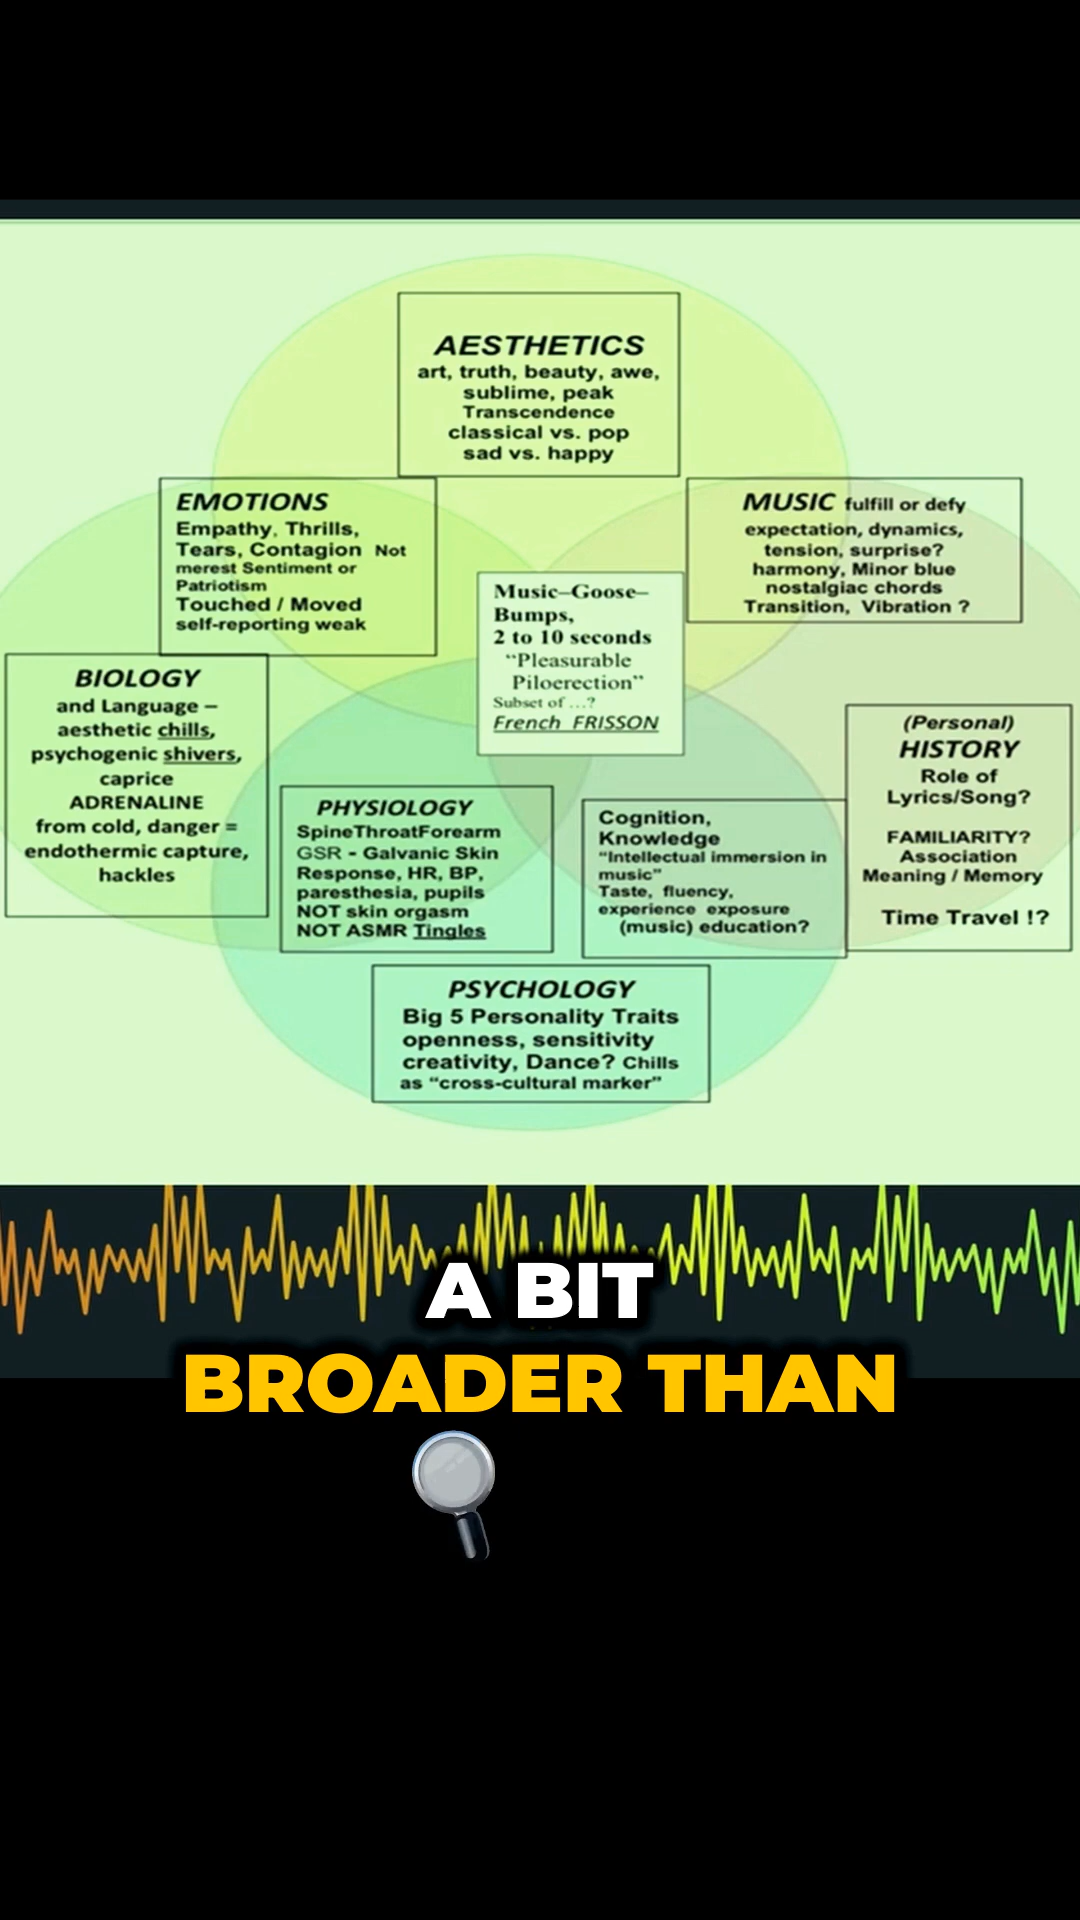 AESTHETICS
art, truth, beauty, awe,
sublime, peak
Transcendence
classical vs. pop
sad vs. happy
EMOTIONS
Empathy, Thrills,
Tears, Contagion Not
merest Sentiment or
Patriotism
Touched / Moved
self-reporting weak
MUSIC fulfill or defy
expectation, dynamics,
tension, surprise?
harmony, Minor blue
nostalgiac chords
Transition, Vibration ?
Music–Goose–
Bumps,
2 to 10 seconds
“Pleasurable
Piloerection”
Subset of ...?
French FRISSON
BIOLOGY
and Language –
aesthetic chills,
psychogenic shivers,
caprice
ADRENALINE
from cold, danger =
endothermic capture,
hackles
PHYSIOLOGY
SpineThroatForearm
GSR - Galvanic Skin
Response, HR, BP,
paresthesia, pupils
NOT skin orgasm
NOT ASMR Tingles
Cognition,
Knowledge
“Intellectual immersion in
music”
Taste, fluency,
experience exposure
(music) education?
(Personal)
HISTORY
Role of
Lyrics/Song?
FAMILIARITY?
Association
Meaning / Memory
Time Travel !?
PSYCHOLOGY
Big 5 Personality Traits
openness, sensitivity
creativity, Dance? Chills
as “cross-cultural marker”
A BIT
BROADER THAN